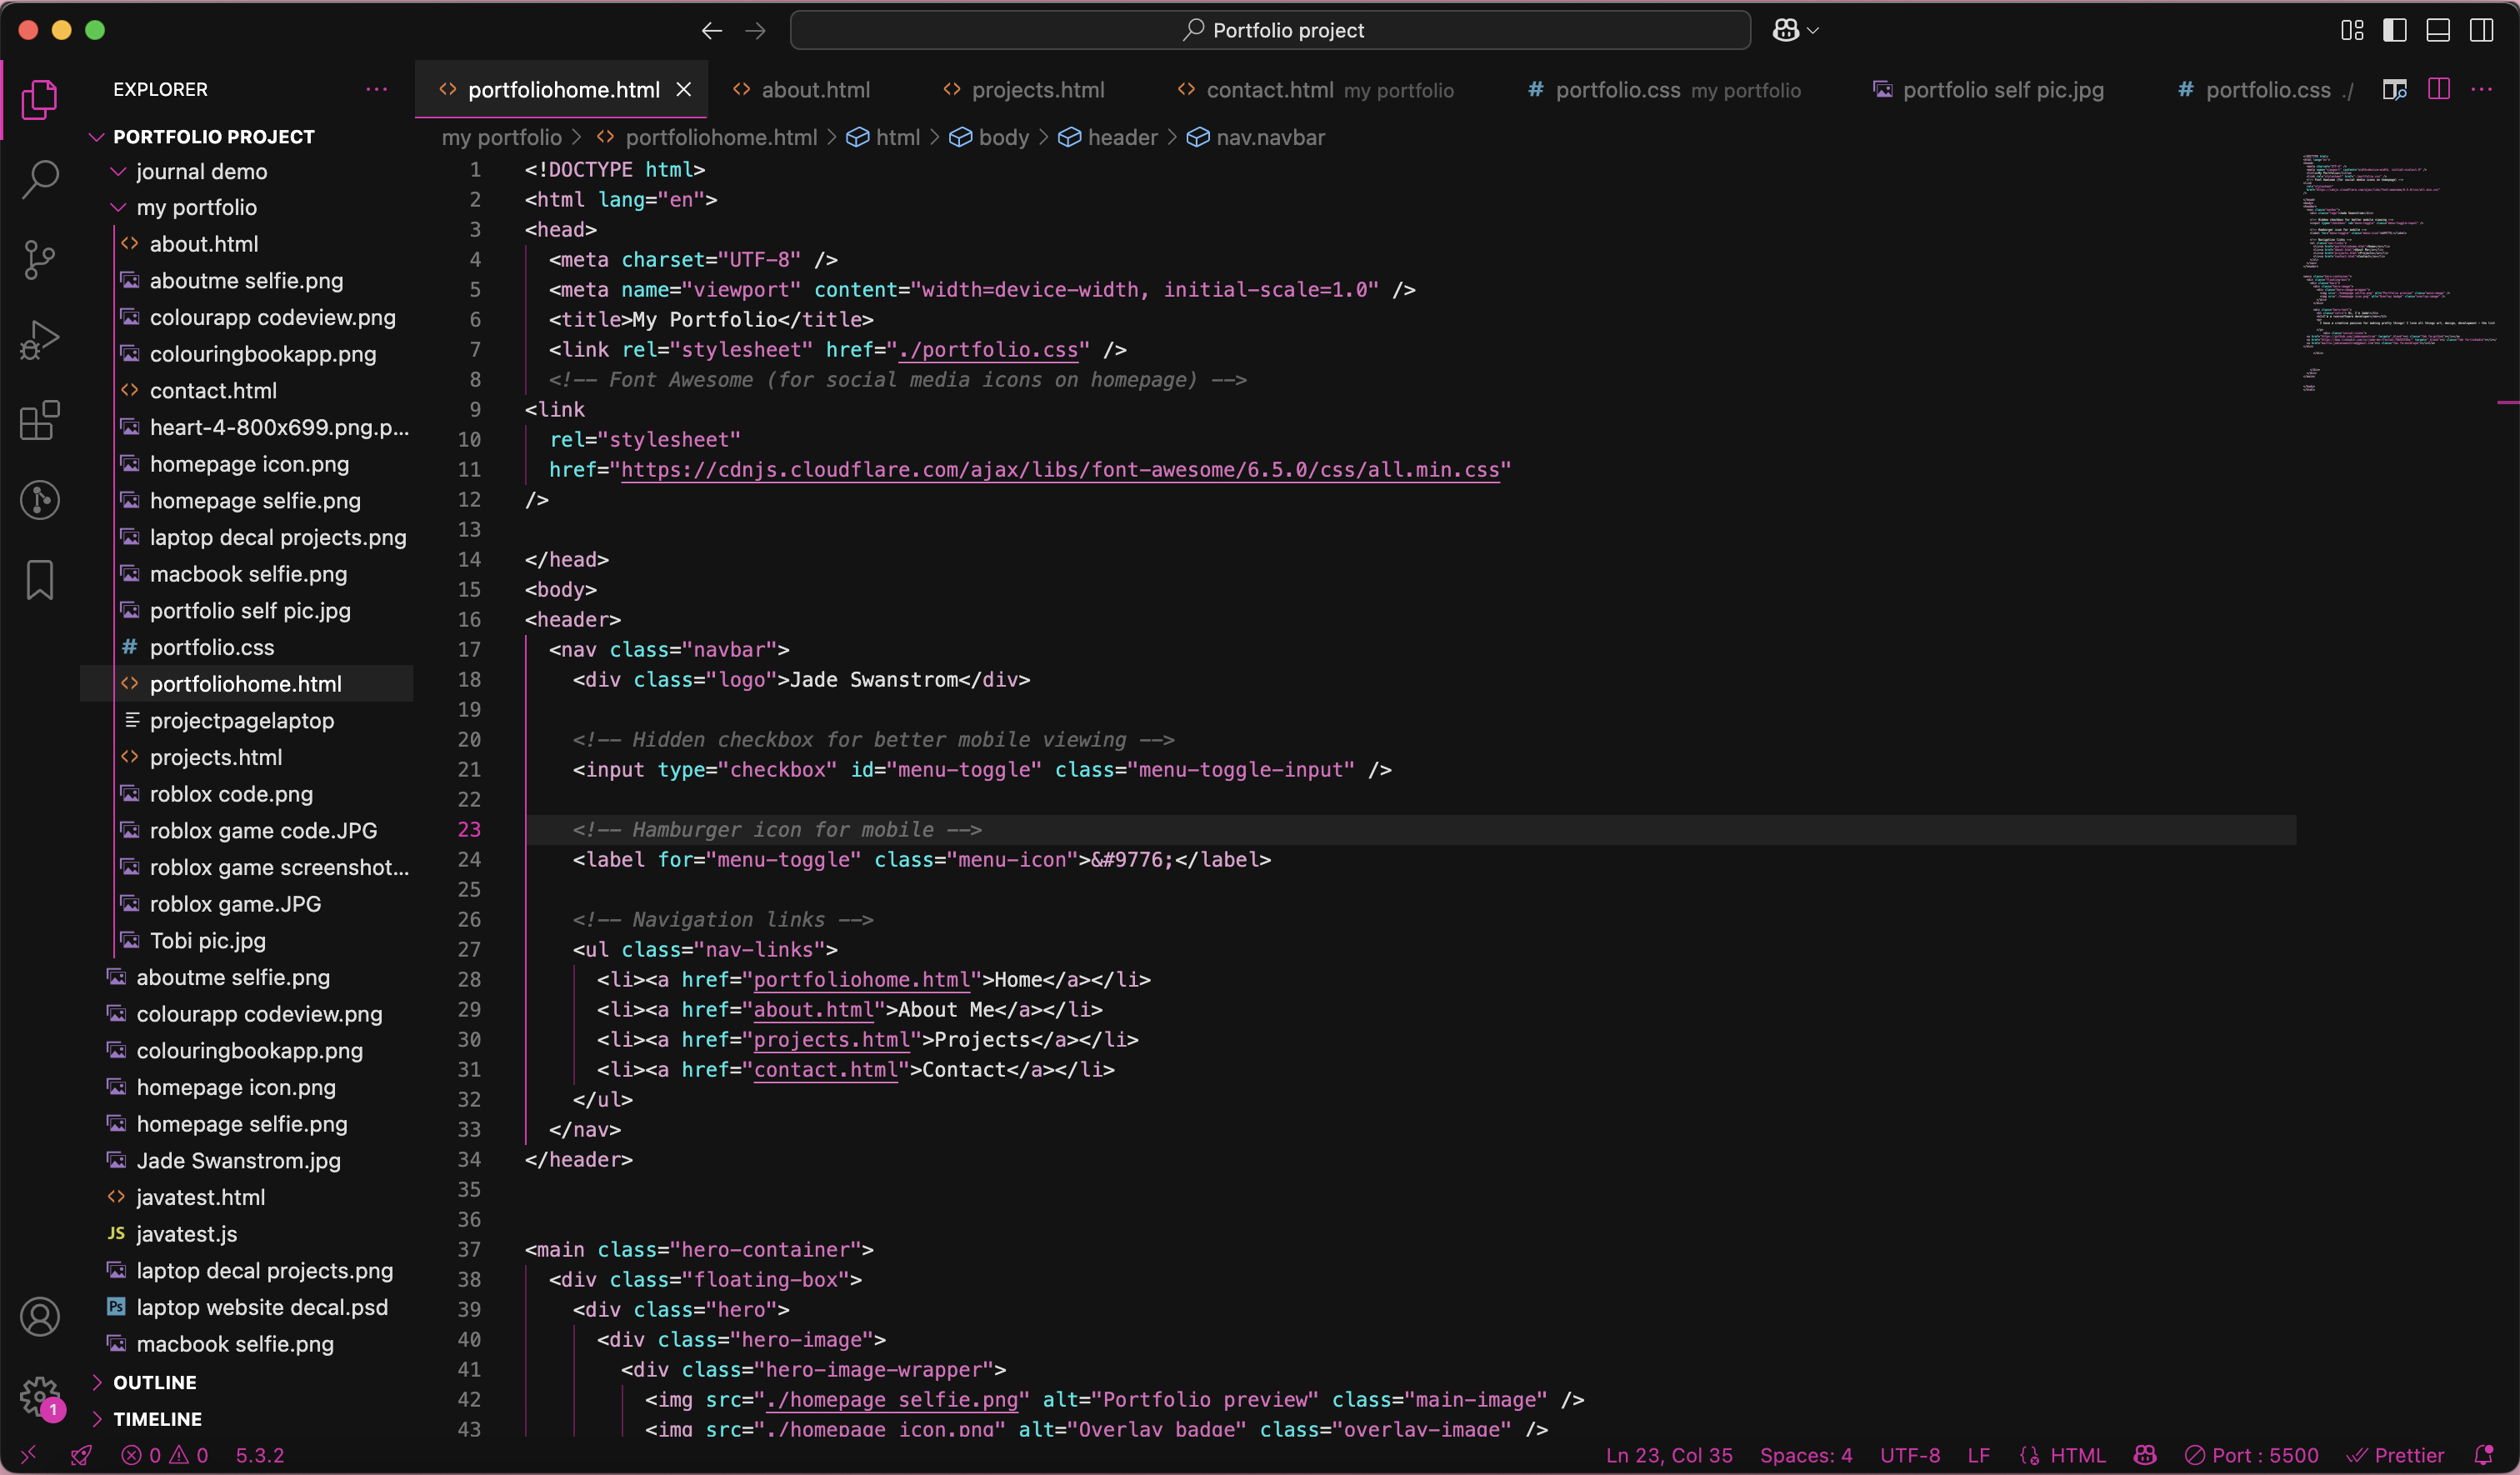 Portfolio project
EXPLORER
portfoliohome.html
about.html
projects.html
contact.html my portfolio
# portfolio.css my portfolio
portfolio self pic.jpg
# portfolio.css ./
my portfolio > portfoliohome.html > html > body > header > nav.navbar
PORTFOLIO PROJECT
journal demo
my portfolio
about.html
aboutme selfie.png
colourapp codeview.png
colouringbookapp.png
contact.html
heart-4-800x699.png.p...
homepage icon.png
homepage selfie.png
laptop decal projects.png
macbook selfie.png
portfolio self pic.jpg
# portfolio.css
portfoliohome.html
projectpagelaptop
projects.html
roblox code.png
roblox game code.JPG
roblox game screenshot...
roblox game.JPG
Tobi pic.jpg
aboutme selfie.png
colourapp codeview.png
colouringbookapp.png
homepage icon.png
homepage selfie.png
Jade Swanstrom.jpg
javatest.html
JS javatest.js
laptop decal projects.png
Ps laptop website decal.psd
macbook selfie.png
OUTLINE
TIMELINE
1
1 <!DOCTYPE html>
2 <html lang="en">
3 <head>
4 <meta charset="UTF-8" />
5 <meta name="viewport" content="width=device-width, initial-scale=1.0" />
6 <title>My Portfolio</title>
7 <link rel="stylesheet" href="./portfolio.css" />
8 <!-- Font Awesome (for social media icons on homepage) -->
9 <link
10 rel="stylesheet"
11 href="https://cdnjs.cloudflare.com/ajax/libs/font-awesome/6.5.0/css/all.min.css"
12 />
13
14 </head>
15 <body>
16 <header>
17 <nav class="navbar">
18 <div class="logo">Jade Swanstrom</div>
19
20 <!-- Hidden checkbox for better mobile viewing -->
21 <input type="checkbox" id="menu-toggle" class="menu-toggle-input" />
22
23 <!-- Hamburger icon for mobile -->
24 <label for="menu-toggle" class="menu-icon">&#9776;</label>
25
26 <!-- Navigation links -->
27 <ul class="nav-links">
28 <li><a href="portfoliohome.html">Home</a></li>
29 <li><a href="about.html">About Me</a></li>
30 <li><a href="projects.html">Projects</a></li>
31 <li><a href="contact.html">Contact</a></li>
32 </ul>
33 </nav>
34 </header>
35
36
37 <main class="hero-container">
38 <div class="floating-box">
39 <div class="hero">
40 <div class="hero-image">
41 <div class="hero-image-wrapper">
42 <img src="./homepage selfie.png" alt="Portfolio preview" class="main-image" />
43 <img src="./homepage icon.png" alt="Overlay badge" class="overlay-image" />
0 0 5.3.2
Ln 23, Col 35 Spaces: 4 UTF-8 LF HTML Port : 5500 Prettier